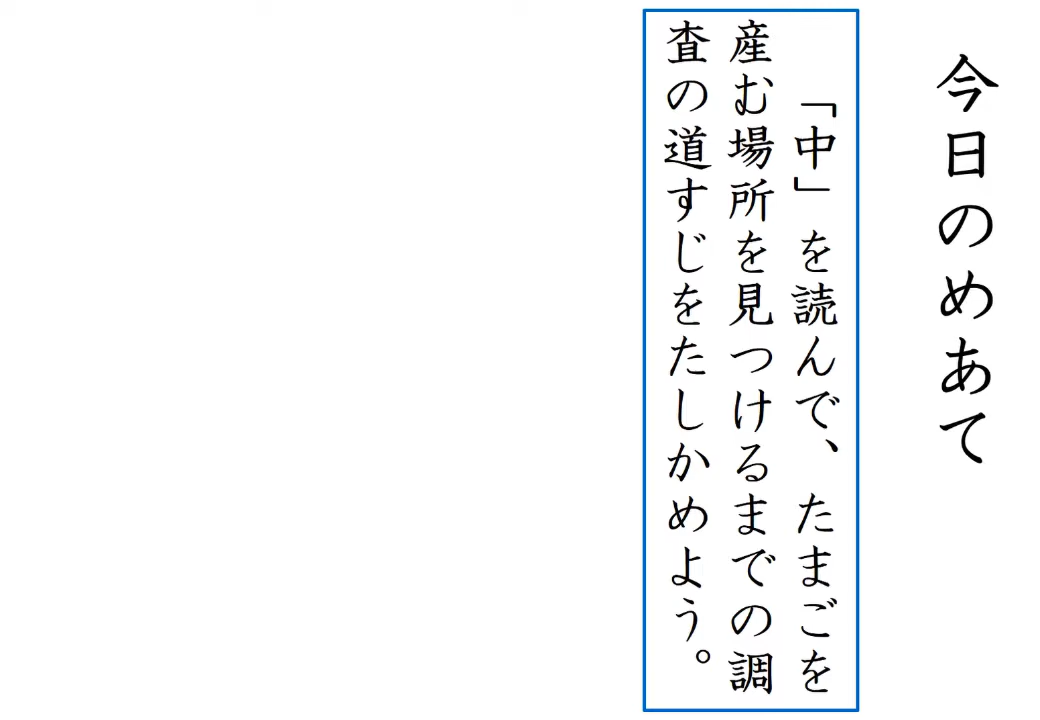 今日のめあて
「中」を読んで、たまごを
産む場所を見つけるまでの調
査の道すじをたしかめよう。